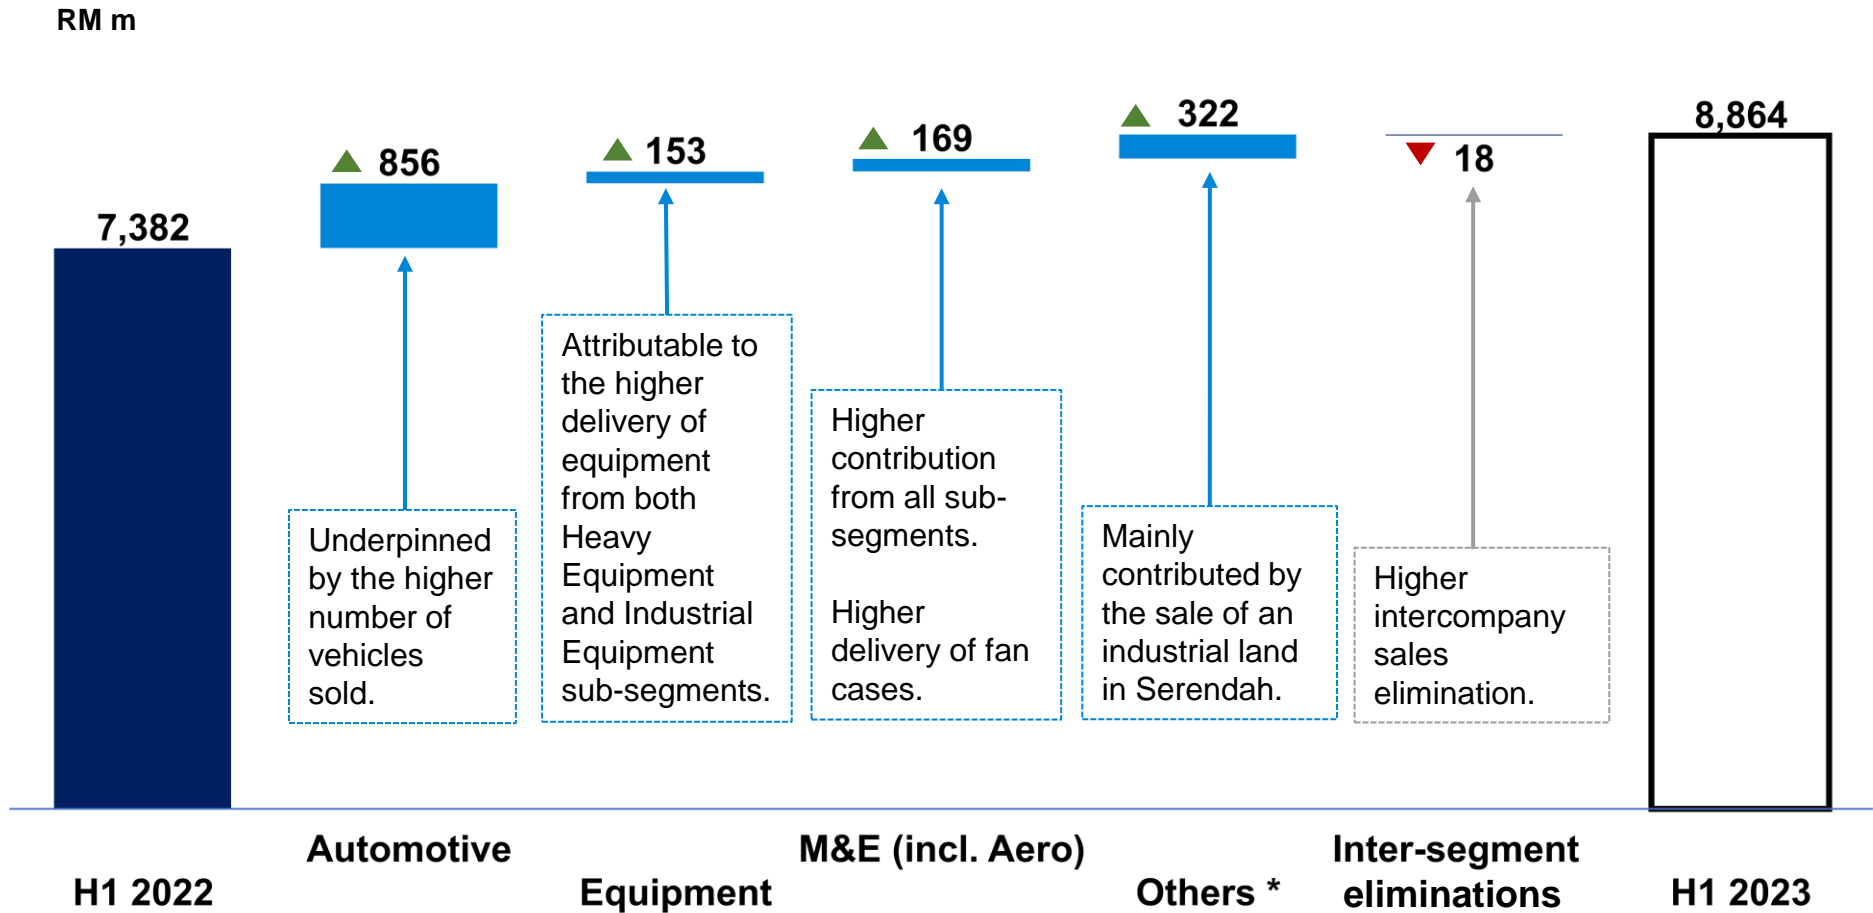 RM m
7,382
856
153
169
322
18
8,864
Underpinned
by the higher
number of
vehicles
sold.
Attributable to
the higher
delivery of
equipment
from both
Heavy
Equipment
and Industrial
Equipment
sub-segments.
Higher
contribution
from all sub-
segments.
Higher
delivery of fan
cases.
Mainly
contributed by
the sale of an
industrial land
in Serendah.
Higher
intercompany
sales
elimination.
H1 2022
Automotive
Equipment
M&E (incl. Aero)
Others *
Inter-segment
eliminations
H1 2023